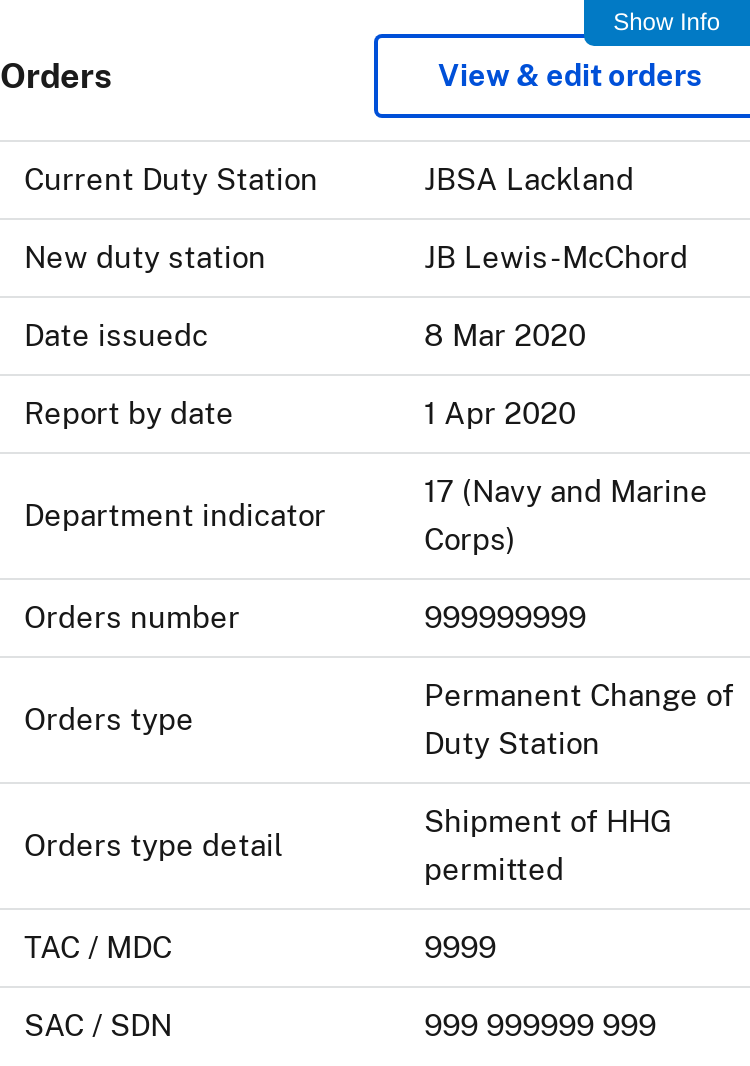 Show Info
Orders
View & edit orders
Current Duty Station
JBSA Lackland
New duty station
JB Lewis-McChord
Date issuedc
8 Mar 2020
Report by date
1 Apr 2020
Department indicator
17 (Navy and Marine
Corps)
Orders number
999999999
Orders type
Permanent Change of
Duty Station
Orders type detail
Shipment of HHG
permitted
TAC / MDC
9999
SAC / SDN
999 999999 999